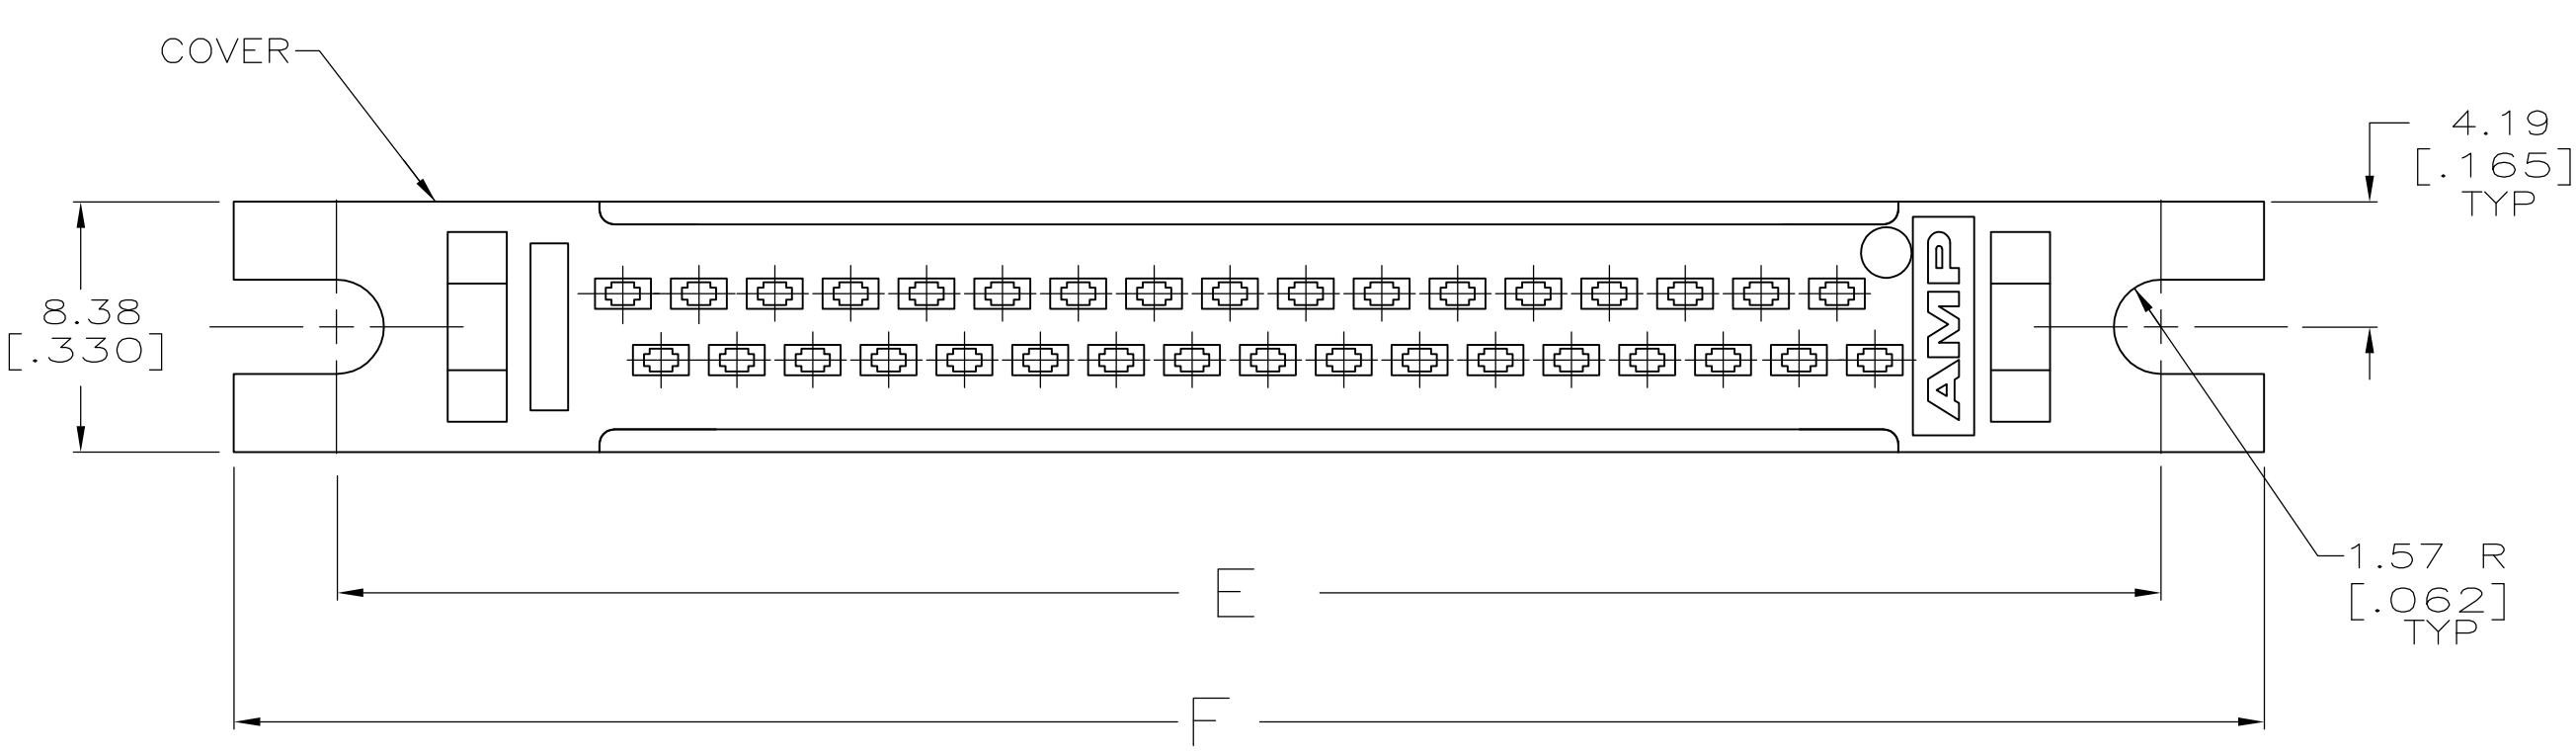 COVER
4.19
[.165]
TYP
8.38
[.330]
AMP
1.57 R
[.062]
TYP
E
F